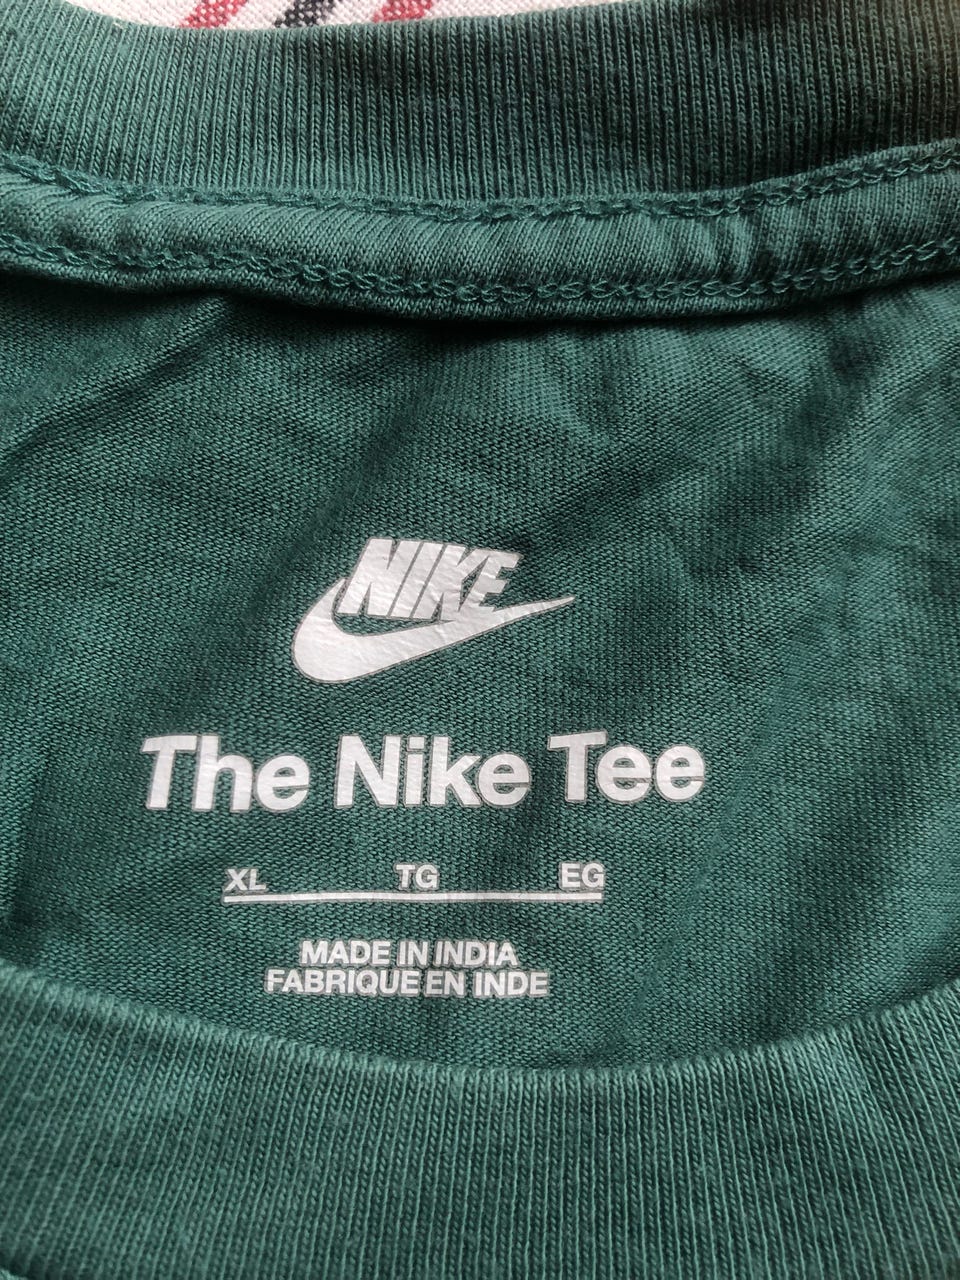 NIKE
The Nike Tee
XL TG EG
MADE IN INDIA
FABRIQUE EN INDE